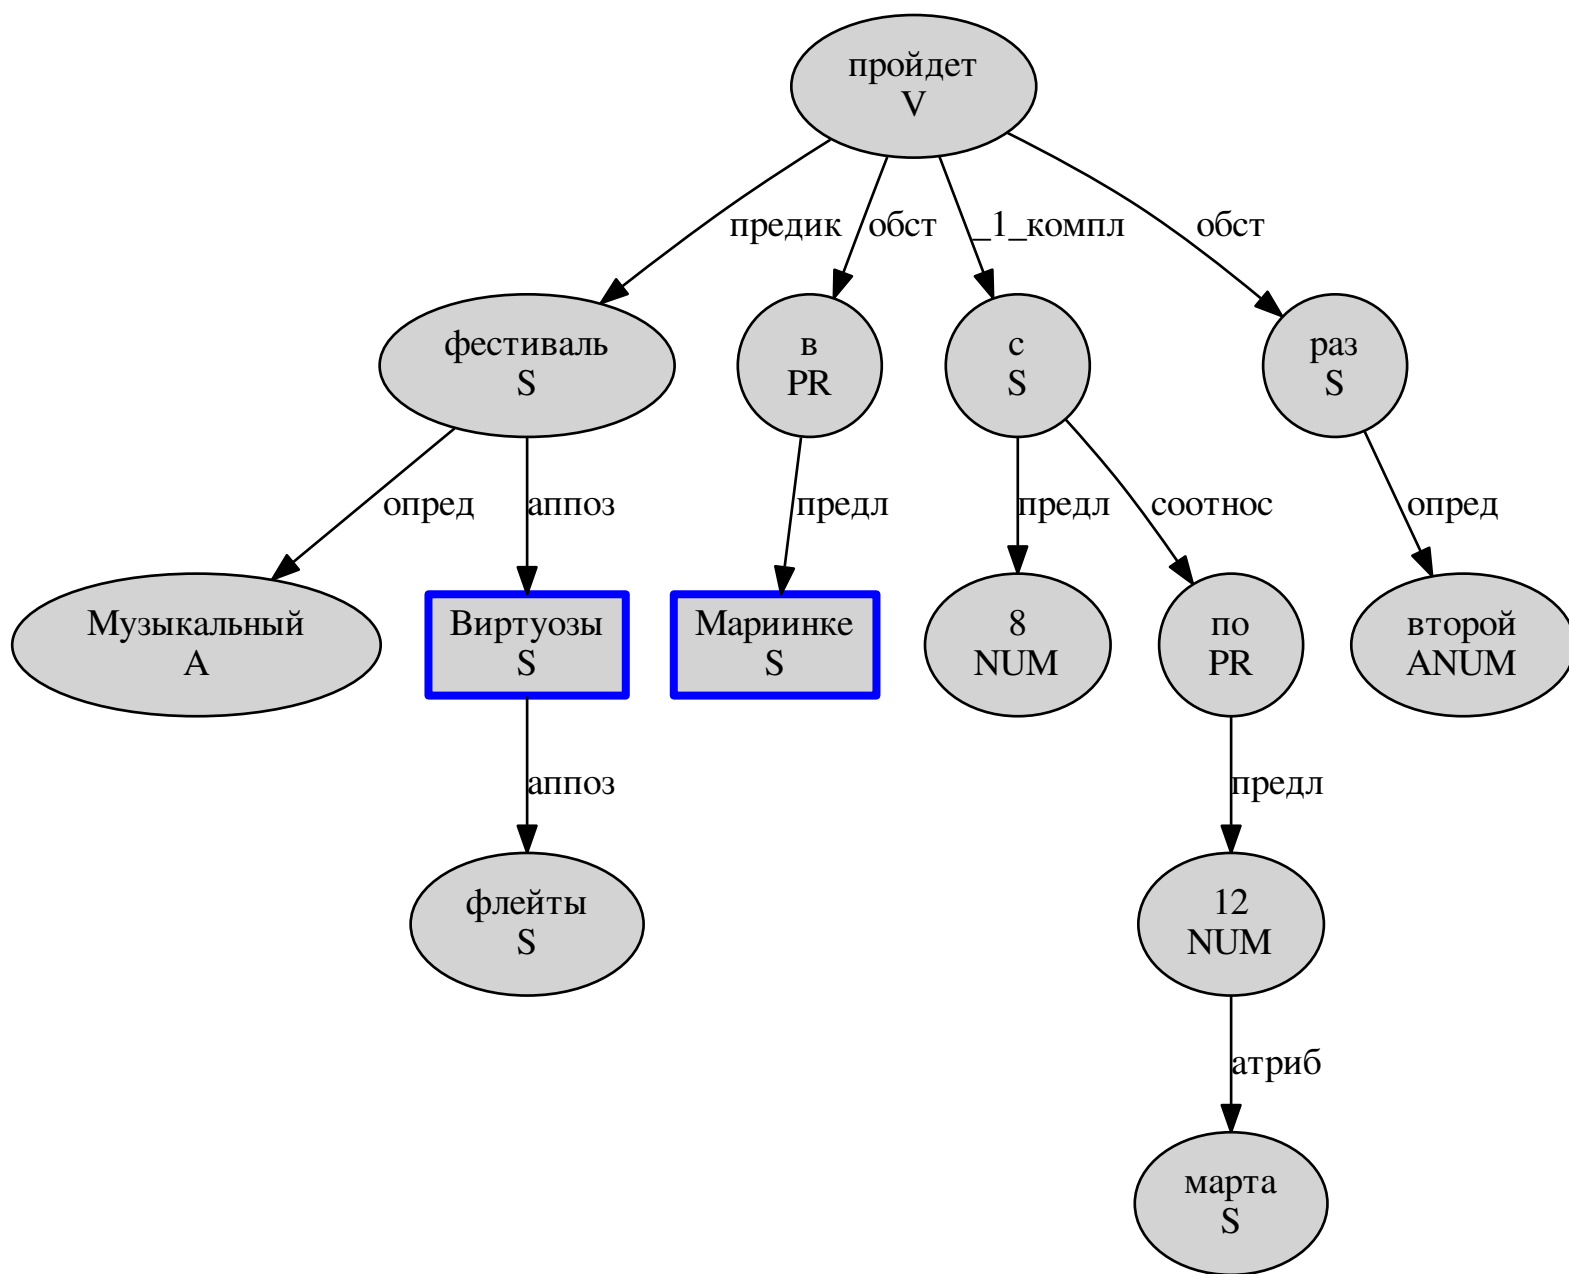 пройдет
V
предик
обст
_1_компл
обст
фестиваль
S
в
PR
с
S
раз
S
опред
аппоз
предл
предл
соотнос
опред
Музыкальный
A
Виртуозы
S
Мариинке
S
8
NUM
по
PR
второй
ANUM
аппоз
предл
флейты
S
12
NUM
атриб
марта
S